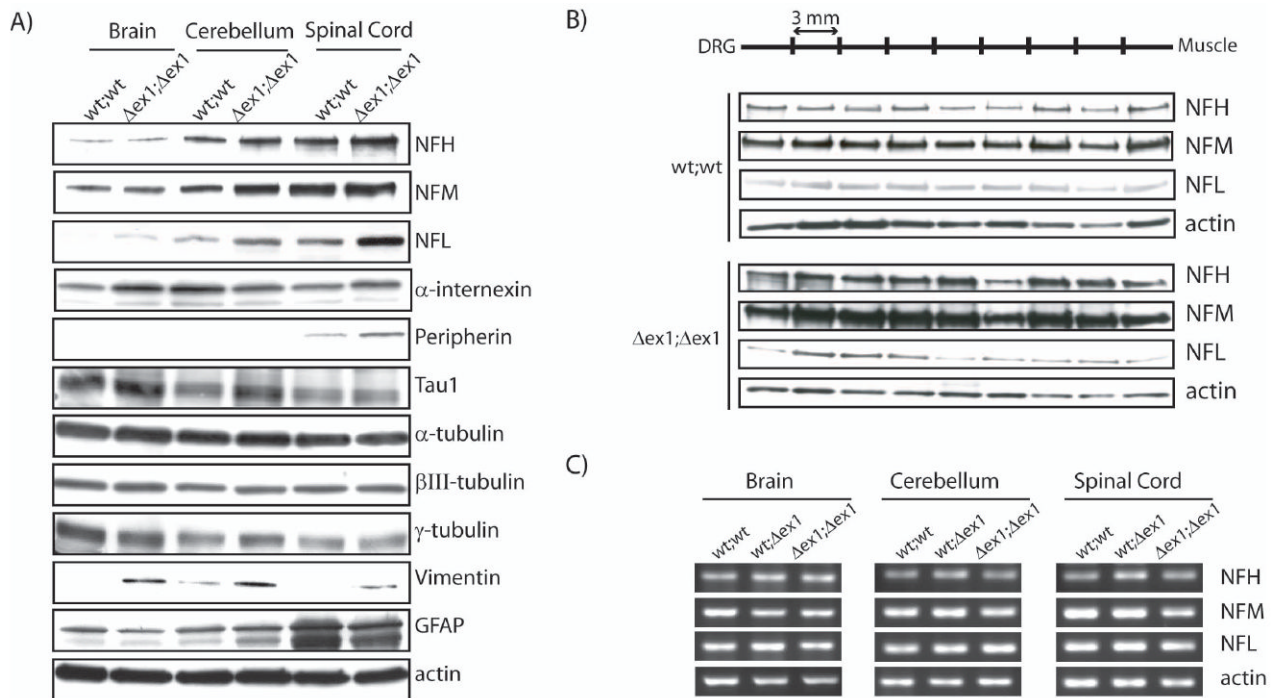 A)
Brain Cerebellum Spinal Cord
wt;wt Δex1;Δex1 wt;wt Δex1;Δex1 wt;wt Δex1;Δex1
NFH
NFM
NFL
α-internexin
Peripherin
Tau1
α-tubulin
βIII-tubulin
γ-tubulin
Vimentin
GFAP
actin
B)
3 mm
DRG Muscle
wt;wt
NFH
NFM
NFL
actin
Δex1;Δex1
NFH
NFM
NFL
actin
C)
Brain Cerebellum Spinal Cord
wt;wt wt;Δex1 Δex1;Δex1 wt;wt wt;Δex1 Δex1;Δex1 wt;wt wt;Δex1 Δex1;Δex1
NFH
NFM
NFL
actin